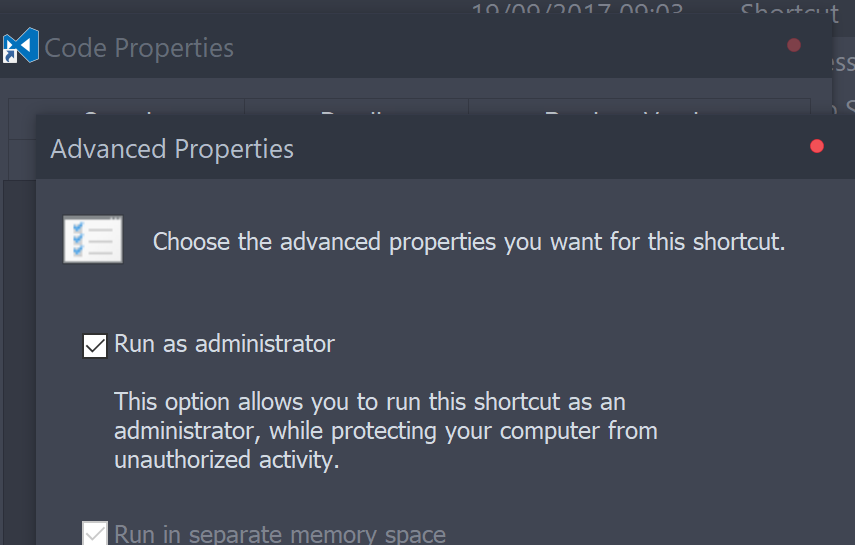 19/09/2017 09:03 Shortcut
Code Properties
Advanced Properties
Choose the advanced properties you want for this shortcut.
Run as administrator
This option allows you to run this shortcut as an
administrator, while protecting your computer from
unauthorized activity.
Run in separate memory space